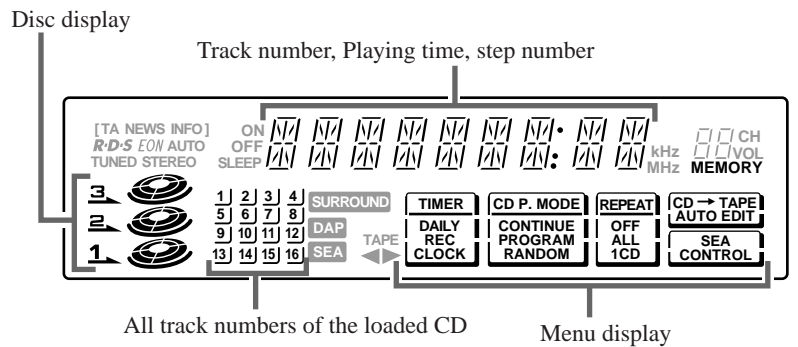 Disc display
Track number, Playing time, step number
[TA NEWS INFO]
R·D·S EON AUTO
TUNED STEREO
ON
OFF
SLEEP
kHz
MHz
CH
VOL
MEMORY
3
2
1
1 2 3 4
5 6 7 8
9 10 11 12
13 14 15 16
SURROUND
DAP
SEA
TAPE
TIMER
DAILY
REC
CLOCK
CD P. MODE
CONTINUE
PROGRAM
RANDOM
REPEAT
OFF
ALL
1CD
CD → TAPE
AUTO EDIT
SEA
CONTROL
All track numbers of the loaded CD
Menu display